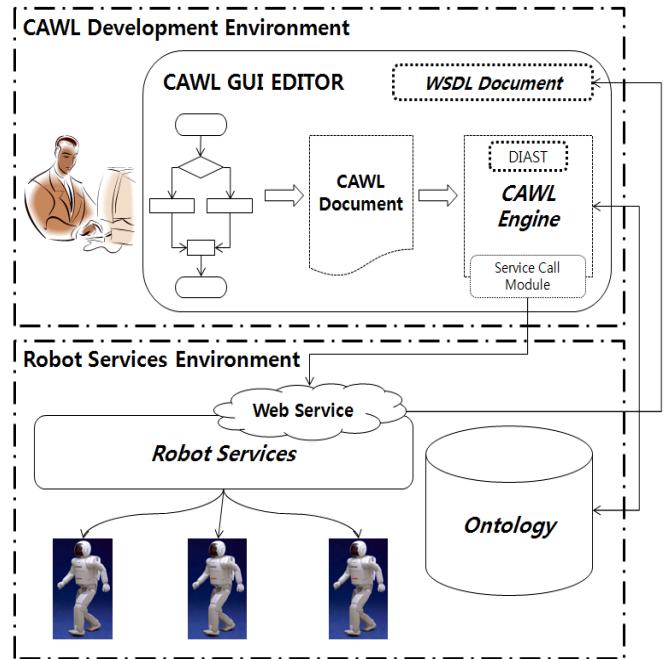 CAWL Development Environment
CAWL GUI EDITOR
WSDL Document
CAWL
Document
DIAST
CAWL
Engine
Service Call
Module
Robot Services Environment
Web Service
Robot Services
Ontology